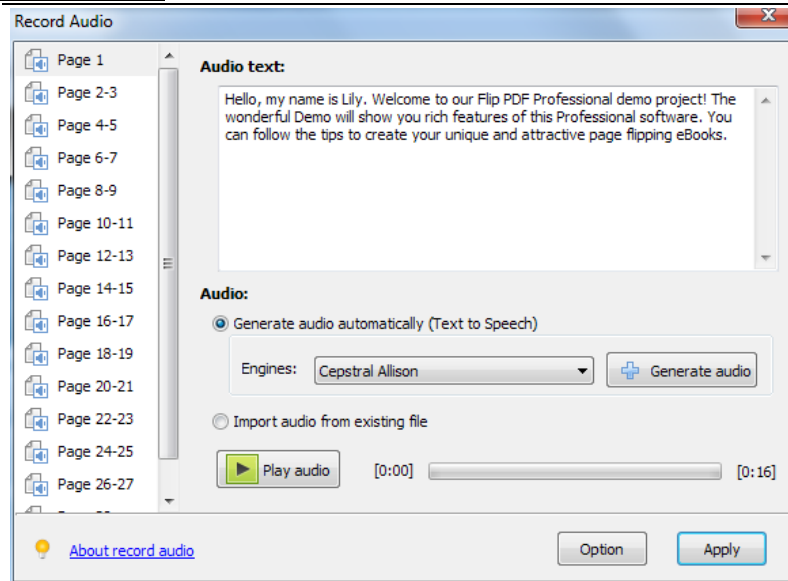 Record Audio
Page 1
Page 2-3
Page 4-5
Page 6-7
Page 8-9
Page 10-11
Page 12-13
Page 14-15
Page 16-17
Page 18-19
Page 20-21
Page 22-23
Page 24-25
Page 26-27
Audio text:
Hello, my name is Lily. Welcome to our Flip PDF Professional demo project! The
wonderful Demo will show you rich features of this Professional software. You
can follow the tips to create your unique and attractive page flipping eBooks.
Audio:
Generate audio automatically (Text to Speech)
Engines: Cepstral Allison Generate audio
Import audio from existing file
Play audio [0:00] [0:16]
About record audio Option Apply